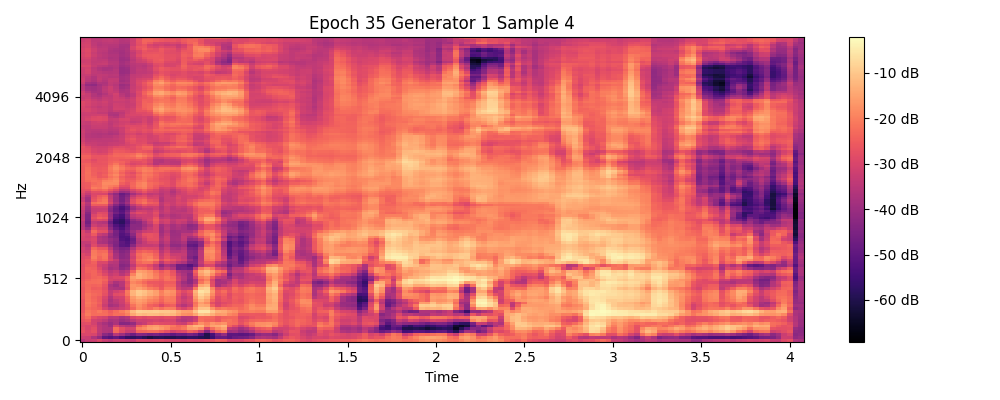 Epoch 35 Generator 1 Sample 4
Hz
4096
2048
1024
512
0
0 0.5 1 1.5 2 2.5 3 3.5 4
Time
-10 dB
-20 dB
-30 dB
-40 dB
-50 dB
-60 dB